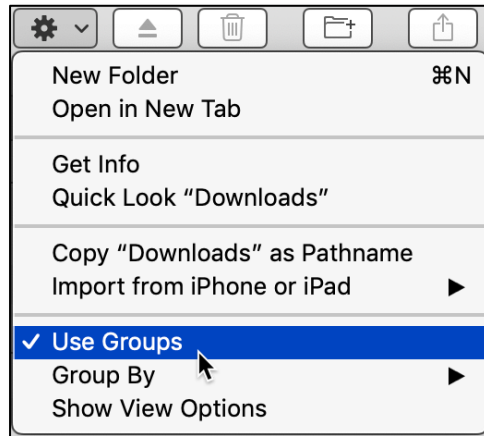 New Folder ⌘N
Open in New Tab
Get Info
Quick Look “Downloads”
Copy “Downloads” as Pathname
Import from iPhone or iPad ▶
✓ Use Groups
Group By ▶
Show View Options